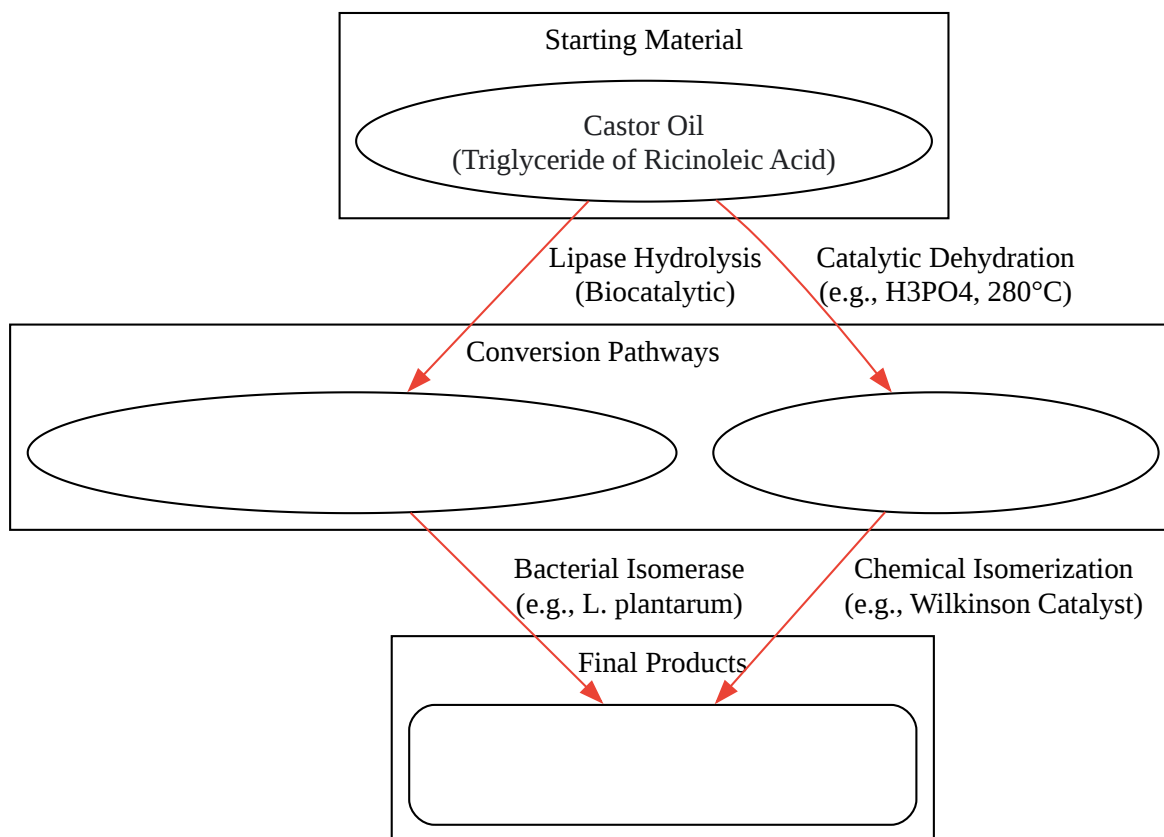 Starting Material
Castor Oil
(Triglyceride of Ricinoleic Acid)
Lipase Hydrolysis
(Biocatalytic)
Catalytic Dehydration
(e.g., H3PO4, 280°C)
Conversion Pathways
Bacterial Isomerase
(e.g., L. plantarum)
Chemical Isomerization
(e.g., Wilkinson Catalyst)
Final Products